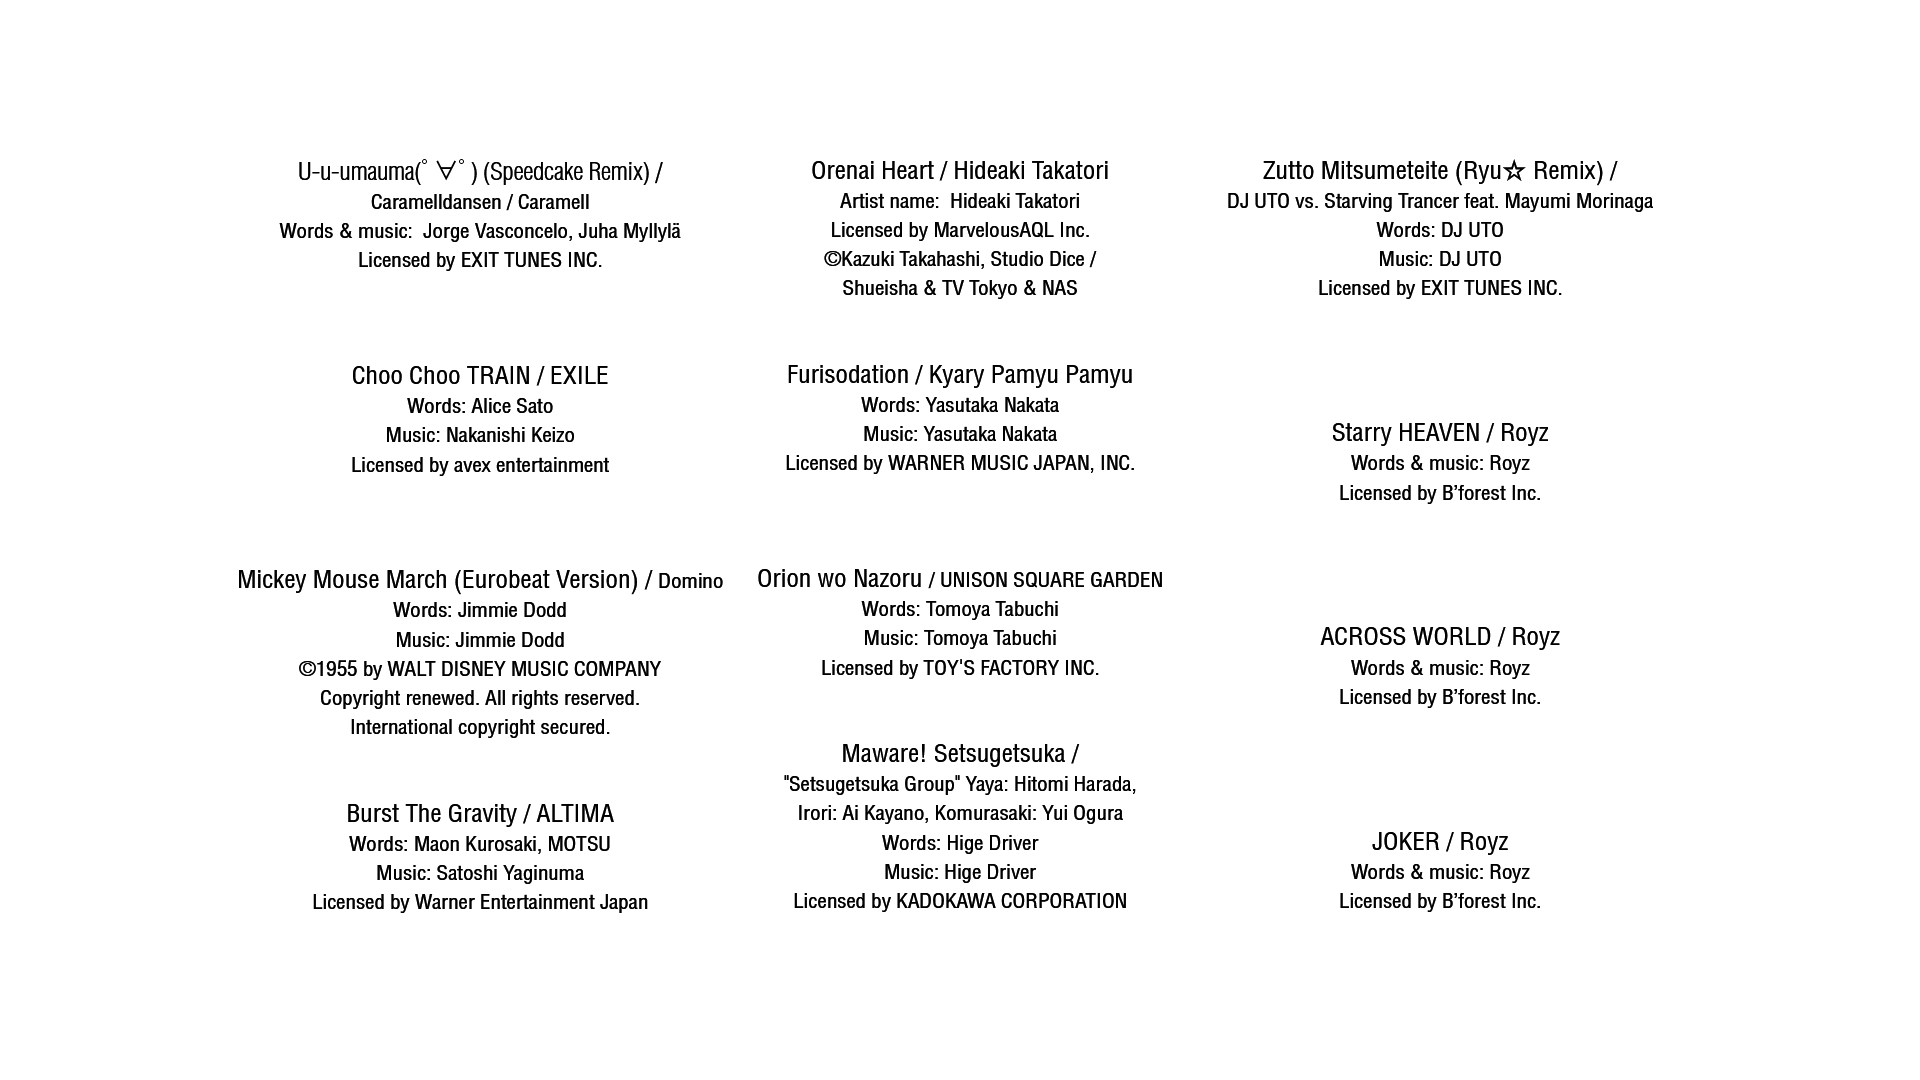 U-u-umauma(ﾟ∀ﾟ) (Speedcake Remix) /
Caramelldansen / Caramell
Words & music:  Jorge Vasconcelo, Juha Myllylä
Licensed by EXIT TUNES INC.
Choo Choo TRAIN / EXILE
Words: Alice Sato
Music: Nakanishi Keizo
Licensed by avex entertainment
Mickey Mouse March (Eurobeat Version) / Domino
Words: Jimmie Dodd
Music: Jimmie Dodd
©1955 by WALT DISNEY MUSIC COMPANY
Copyright renewed. All rights reserved.
International copyright secured.
Burst The Gravity / ALTIMA
Words: Maon Kurosaki, MOTSU
Music: Satoshi Yaginuma
Licensed by Warner Entertainment Japan
Orenai Heart / Hideaki Takatori
Artist name:  Hideaki Takatori
Licensed by MarvelousAQL Inc.
©Kazuki Takahashi, Studio Dice /
Shueisha & TV Tokyo & NAS
Furisodation / Kyary Pamyu Pamyu
Words: Yasutaka Nakata
Music: Yasutaka Nakata
Licensed by WARNER MUSIC JAPAN, INC.
Orion wo Nazoru / UNISON SQUARE GARDEN
Words: Tomoya Tabuchi
Music: Tomoya Tabuchi
Licensed by TOY'S FACTORY INC.
Maware! Setsugetsuka /
"Setsugetsuka Group" Yaya: Hitomi Harada,
Irori: Ai Kayano, Komurasaki: Yui Ogura
Words: Hige Driver
Music: Hige Driver
Licensed by KADOKAWA CORPORATION
Zutto Mitsumeteite (Ryu☆ Remix) /
DJ UTO vs. Starving Trancer feat. Mayumi Morinaga
Words: DJ UTO
Music: DJ UTO
Licensed by EXIT TUNES INC.
Starry HEAVEN / Royz
Words & music: Royz
Licensed by B’forest Inc.
ACROSS WORLD / Royz
Words & music: Royz
Licensed by B’forest Inc.
JOKER / Royz
Words & music: Royz
Licensed by B’forest Inc.